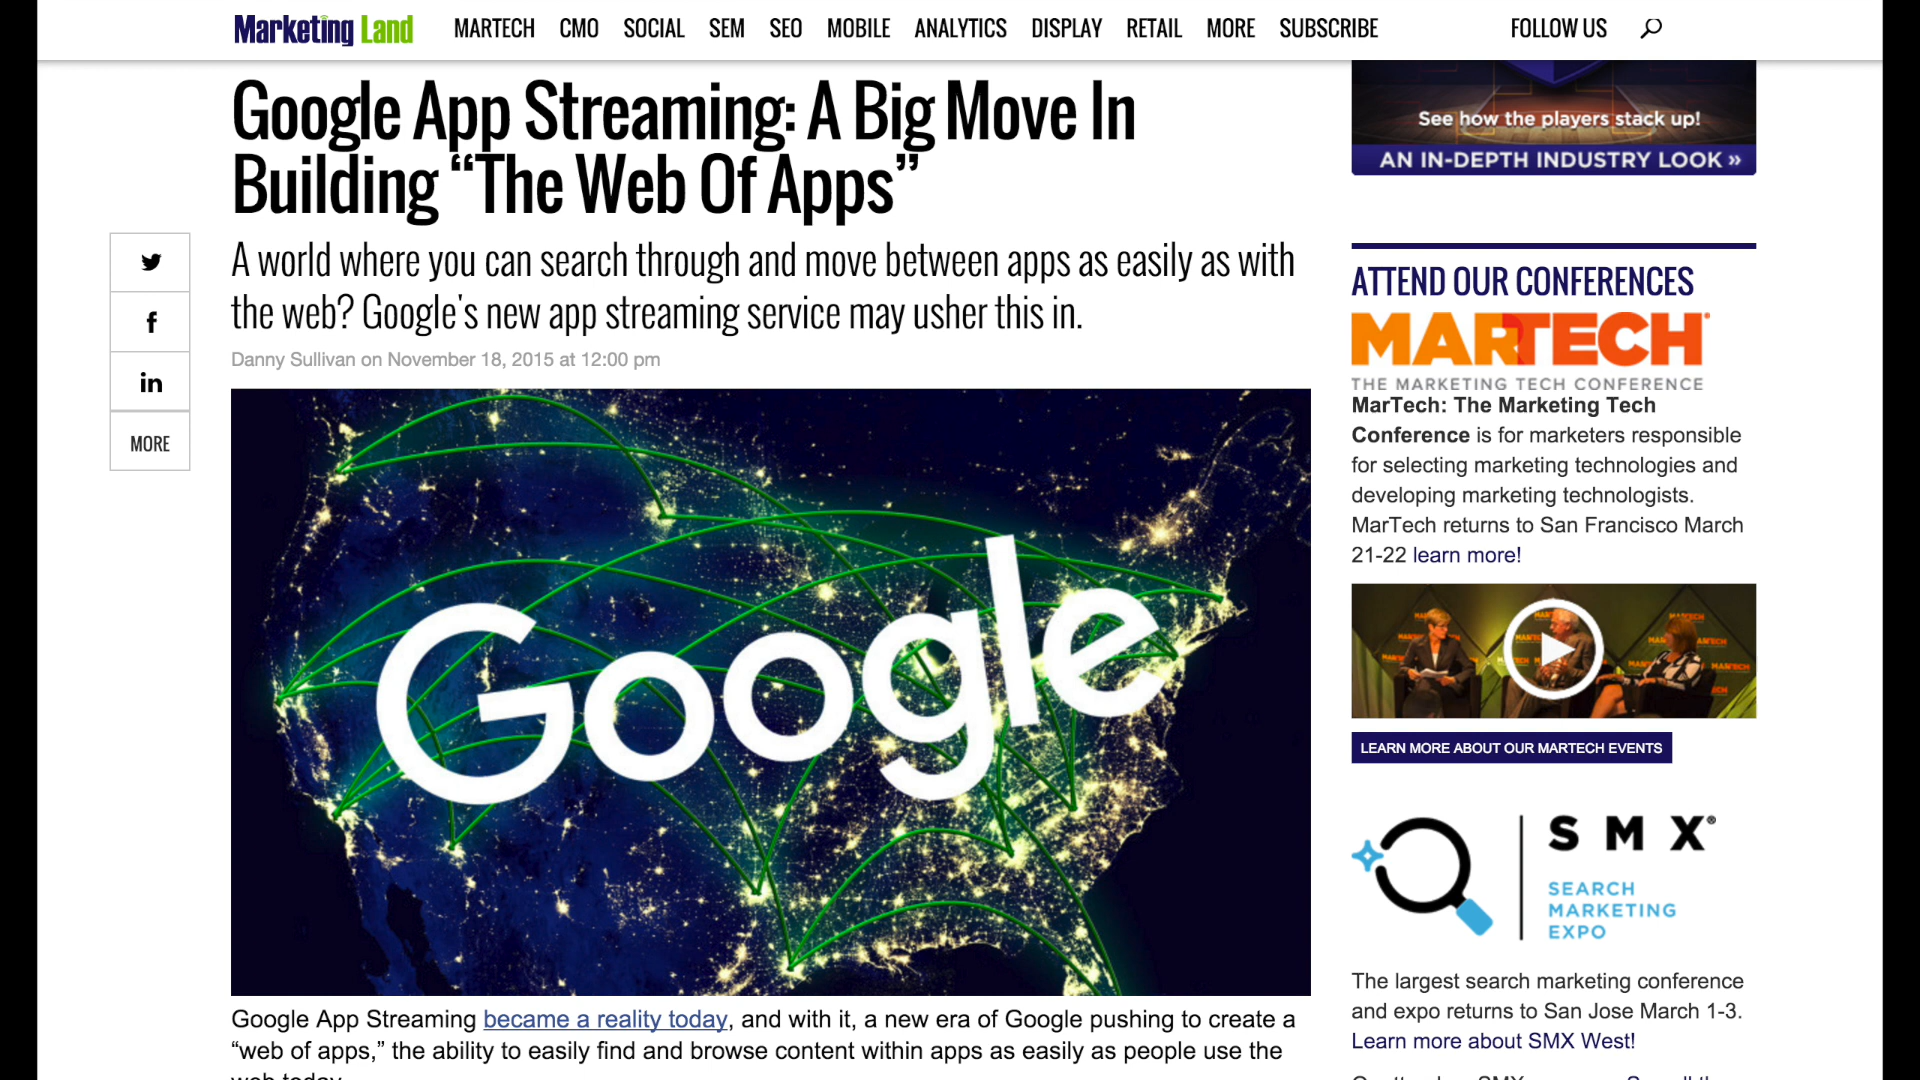 Marketing Land MARTECH CMO SOCIAL SEM SEO MOBILE ANALYTICS DISPLAY RETAIL MORE SUBSCRIBE FOLLOW US
Google App Streaming: A Big Move In
Building “The Web Of Apps”
A world where you can search through and move between apps as easily as with
the web? Google's new app streaming service may usher this in.
Danny Sullivan on November 18, 2015 at 12:00 pm
MORE
Google
Google App Streaming became a reality today, and with it, a new era of Google pushing to create a
“web of apps,” the ability to easily find and browse content within apps as easily as people use the
web today.
See how the players stack up!
AN IN-DEPTH INDUSTRY LOOK »
ATTEND OUR CONFERENCES
MARTECH
THE MARKETING TECH CONFERENCE
MarTech: The Marketing Tech
Conference is for marketers responsible
for selecting marketing technologies and
developing marketing technologists.
MarTech returns to San Francisco March
21-22 learn more!
LEARN MORE ABOUT OUR MARTECH EVENTS
SMX®
SEARCH
MARKETING
EXPO
The largest search marketing conference
and expo returns to San Jose March 1-3.
Learn more about SMX West!